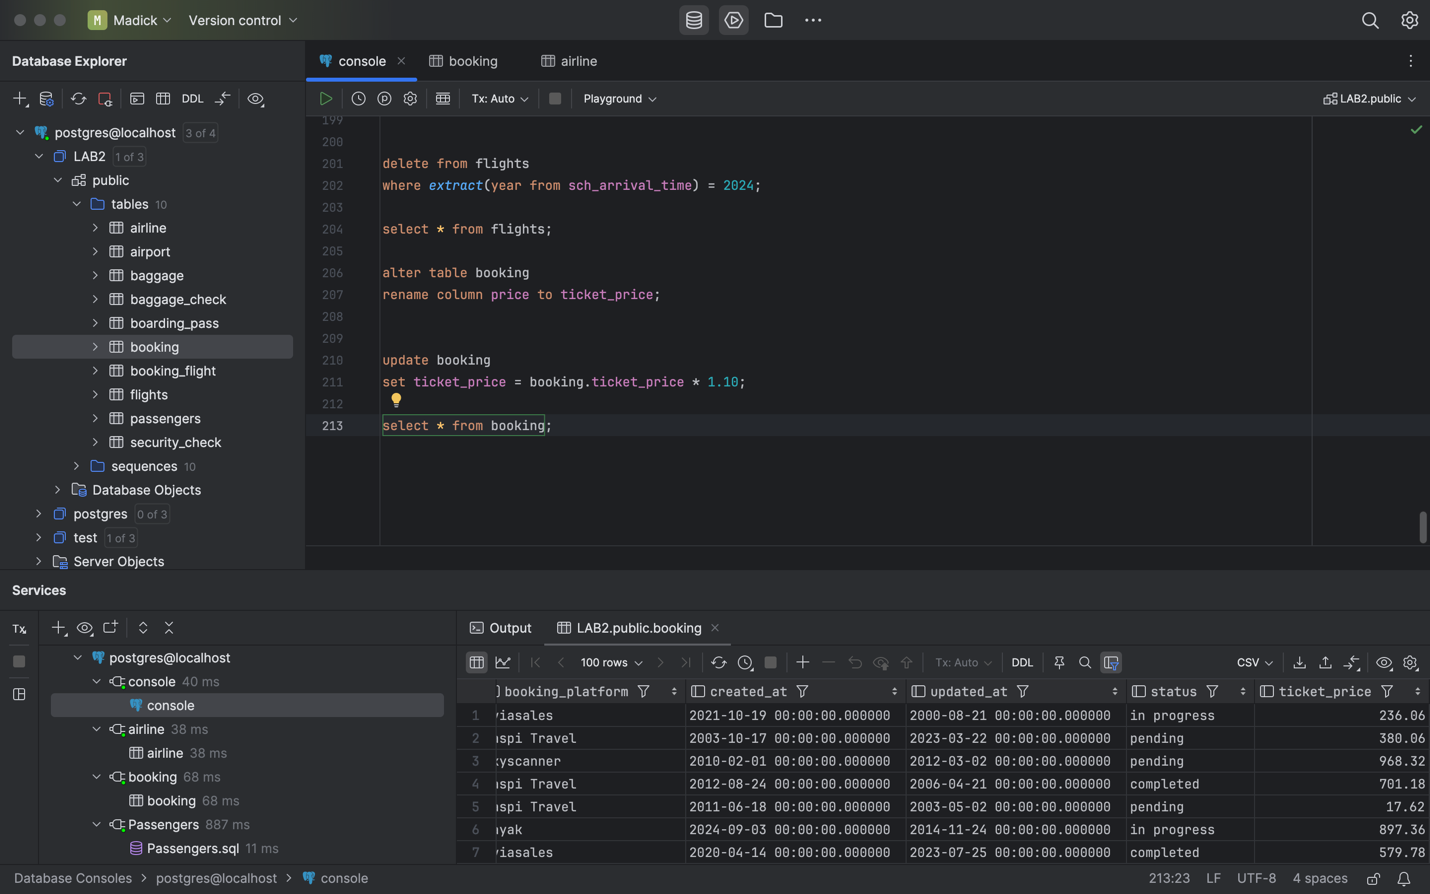 M Madick Version control
Database Explorer
console
booking
airline
DDL
Tx: Auto
Playground
LAB2.public
postgres@localhost 3 of 4
LAB2 1 of 3
public
tables 10
airline
airport
baggage
baggage_check
boarding_pass
booking
booking_flight
flights
passengers
security_check
sequences 10
Database Objects
postgres 0 of 3
test 1 of 3
Server Objects
199
200
201 delete from flights
202 where extract(year from sch_arrival_time) = 2024;
203
204 select * from flights;
205
206 alter table booking
207 rename column price to ticket_price;
208
209
210 update booking
211 set ticket_price = booking.ticket_price * 1.10;
212
213 select * from booking;
Services
Tx
postgres@localhost
console 40 ms
console
airline 38 ms
airline 38 ms
booking 68 ms
booking 68 ms
Passengers 887 ms
Passengers.sql 11 ms
Output
LAB2.public.booking
100 rows
Tx: Auto
DDL
CSV
booking_platform created_at updated_at status ticket_price
1 viasales 2021-10-19 00:00:00.000000 2000-08-21 00:00:00.000000 in progress 236.06
2 aspi Travel 2003-10-17 00:00:00.000000 2023-03-22 00:00:00.000000 pending 380.06
3 kyscanner 2010-02-01 00:00:00.000000 2012-03-02 00:00:00.000000 pending 968.32
4 aspi Travel 2012-08-24 00:00:00.000000 2006-04-21 00:00:00.000000 completed 701.18
5 aspi Travel 2011-06-18 00:00:00.000000 2003-05-02 00:00:00.000000 pending 17.62
6 ayak 2024-09-03 00:00:00.000000 2014-11-24 00:00:00.000000 in progress 897.36
7 viasales 2020-04-14 00:00:00.000000 2023-07-25 00:00:00.000000 completed 579.78
Database Consoles > postgres@localhost > console
213:23 LF UTF-8 4 spaces